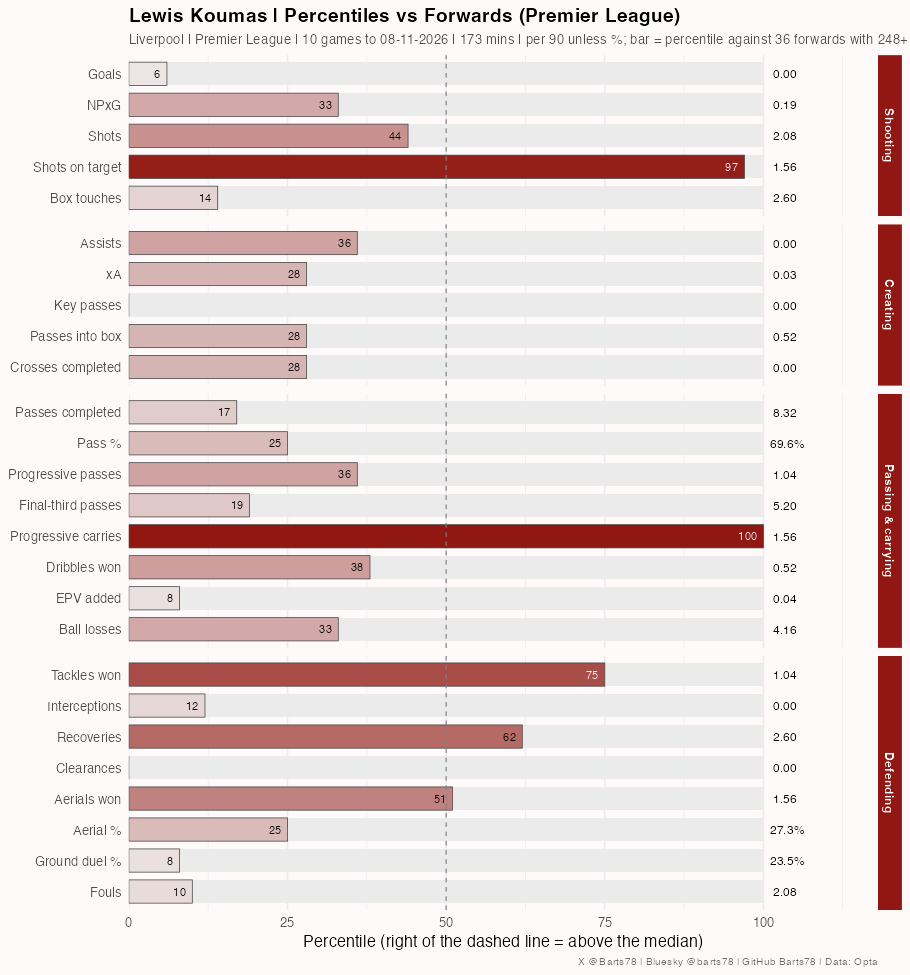 Lewis Koumas | Percentiles vs Forwards (Premier League)
Liverpool | Premier League | 10 games to 08-11-2026 | 173 mins | per 90 unless %; bar = percentile against 36 forwards with 248+
Shooting
Goals 6 0.00
NPxG 33 0.19
Shots 44 2.08
Shots on target 97 1.56
Box touches 14 2.60
Creating
Assists 36 0.00
xA 28 0.03
Key passes 0.00
Passes into box 28 0.52
Crosses completed 28 0.00
Passing & carrying
Passes completed 17 8.32
Pass % 25 69.6%
Progressive passes 36 1.04
Final-third passes 19 5.20
Progressive carries 100 1.56
Dribbles won 38 0.52
EPV added 8 0.04
Ball losses 33 4.16
Defending
Tackles won 75 1.04
Interceptions 12 0.00
Recoveries 62 2.60
Clearances 0.00
Aerials won 51 1.56
Aerial % 25 27.3%
Ground duel % 8 23.5%
Fouls 10 2.08
0 25 50 75 100
Percentile (right of the dashed line = above the median)
X @Barts78 | Bluesky @barts78 | GitHub Barts78 | Data: Opta